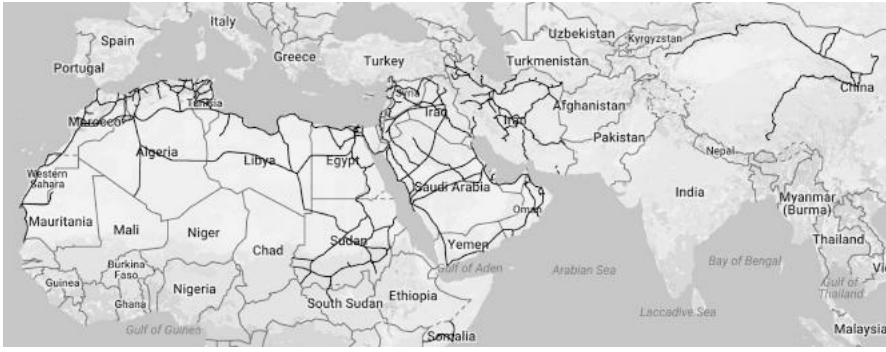 Italy
Spain
Portugal
Greece
Turkey
Uzbekistan
Kyrgyzstan
Turkmenistan
Tunisia
Syria
Morocco
Iraq
Iran
Afghanistan
China
Algeria
Libya
Egypt
Pakistan
Nepal
Western
Sahara
Saudi Arabia
India
Myanmar
(Burma)
Mauritania
Mali
Niger
Oman
Chad
Sudan
Yemen
Thailand
Burkina
Faso
Guinea
Ghana
Nigeria
South Sudan
Ethiopia
Gulf of Aden
Arabian Sea
Bay of Bengal
Gulf of
Thailand
Vi
Gulf of Guinea
Somalia
Laccadive Sea
Malaysia